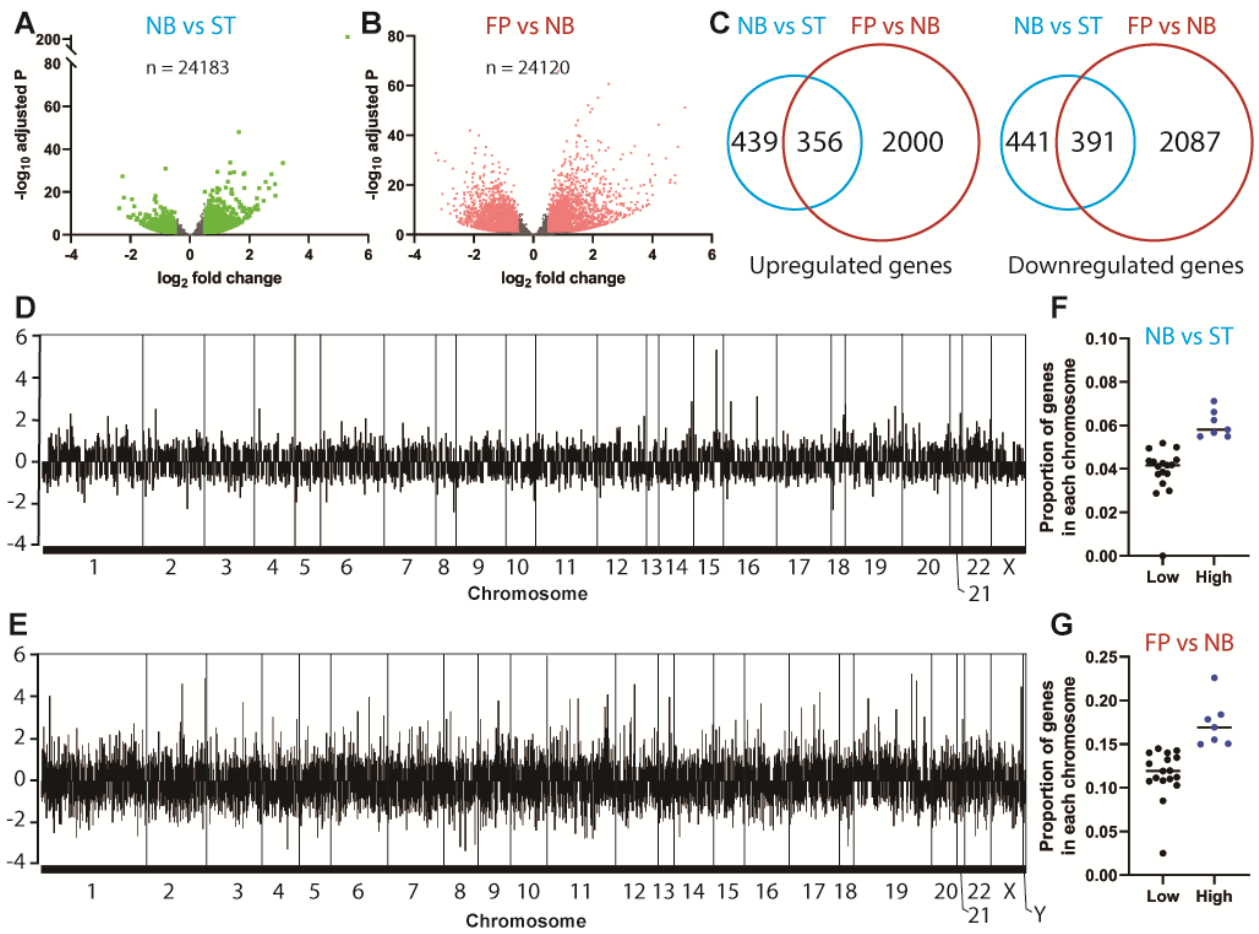 A
NB vs ST
n = 24183
-log10 adjusted P
200
80
60
40
20
0
-4
-2
0
2
4
6
log2 fold change
B
FP vs NB
n = 24120
-log10 adjusted P
80
60
40
20
0
-4
-2
0
2
4
6
log2 fold change
C
NB vs ST
FP vs NB
439
356
2000
Upregulated genes
NB vs ST
FP vs NB
441
391
2087
Downregulated genes
D
6
4
2
0
-2
-4
1 2 3 4 5 6 7 8 9 10 11 12 13 14 15 16 17 18 19 20 22 X
21
Chromosome
F
NB vs ST
Proportion of genes
in each chromosome
0.10
0.08
0.06
0.04
0.02
0.00
Low High
E
6
4
2
0
-2
-4
1 2 3 4 5 6 7 8 9 10 11 12 13 14 15 16 17 18 19 20 22 X
21 Y
Chromosome
G
FP vs NB
Proportion of genes
in each chromosome
0.25
0.20
0.15
0.10
0.05
0.00
Low High